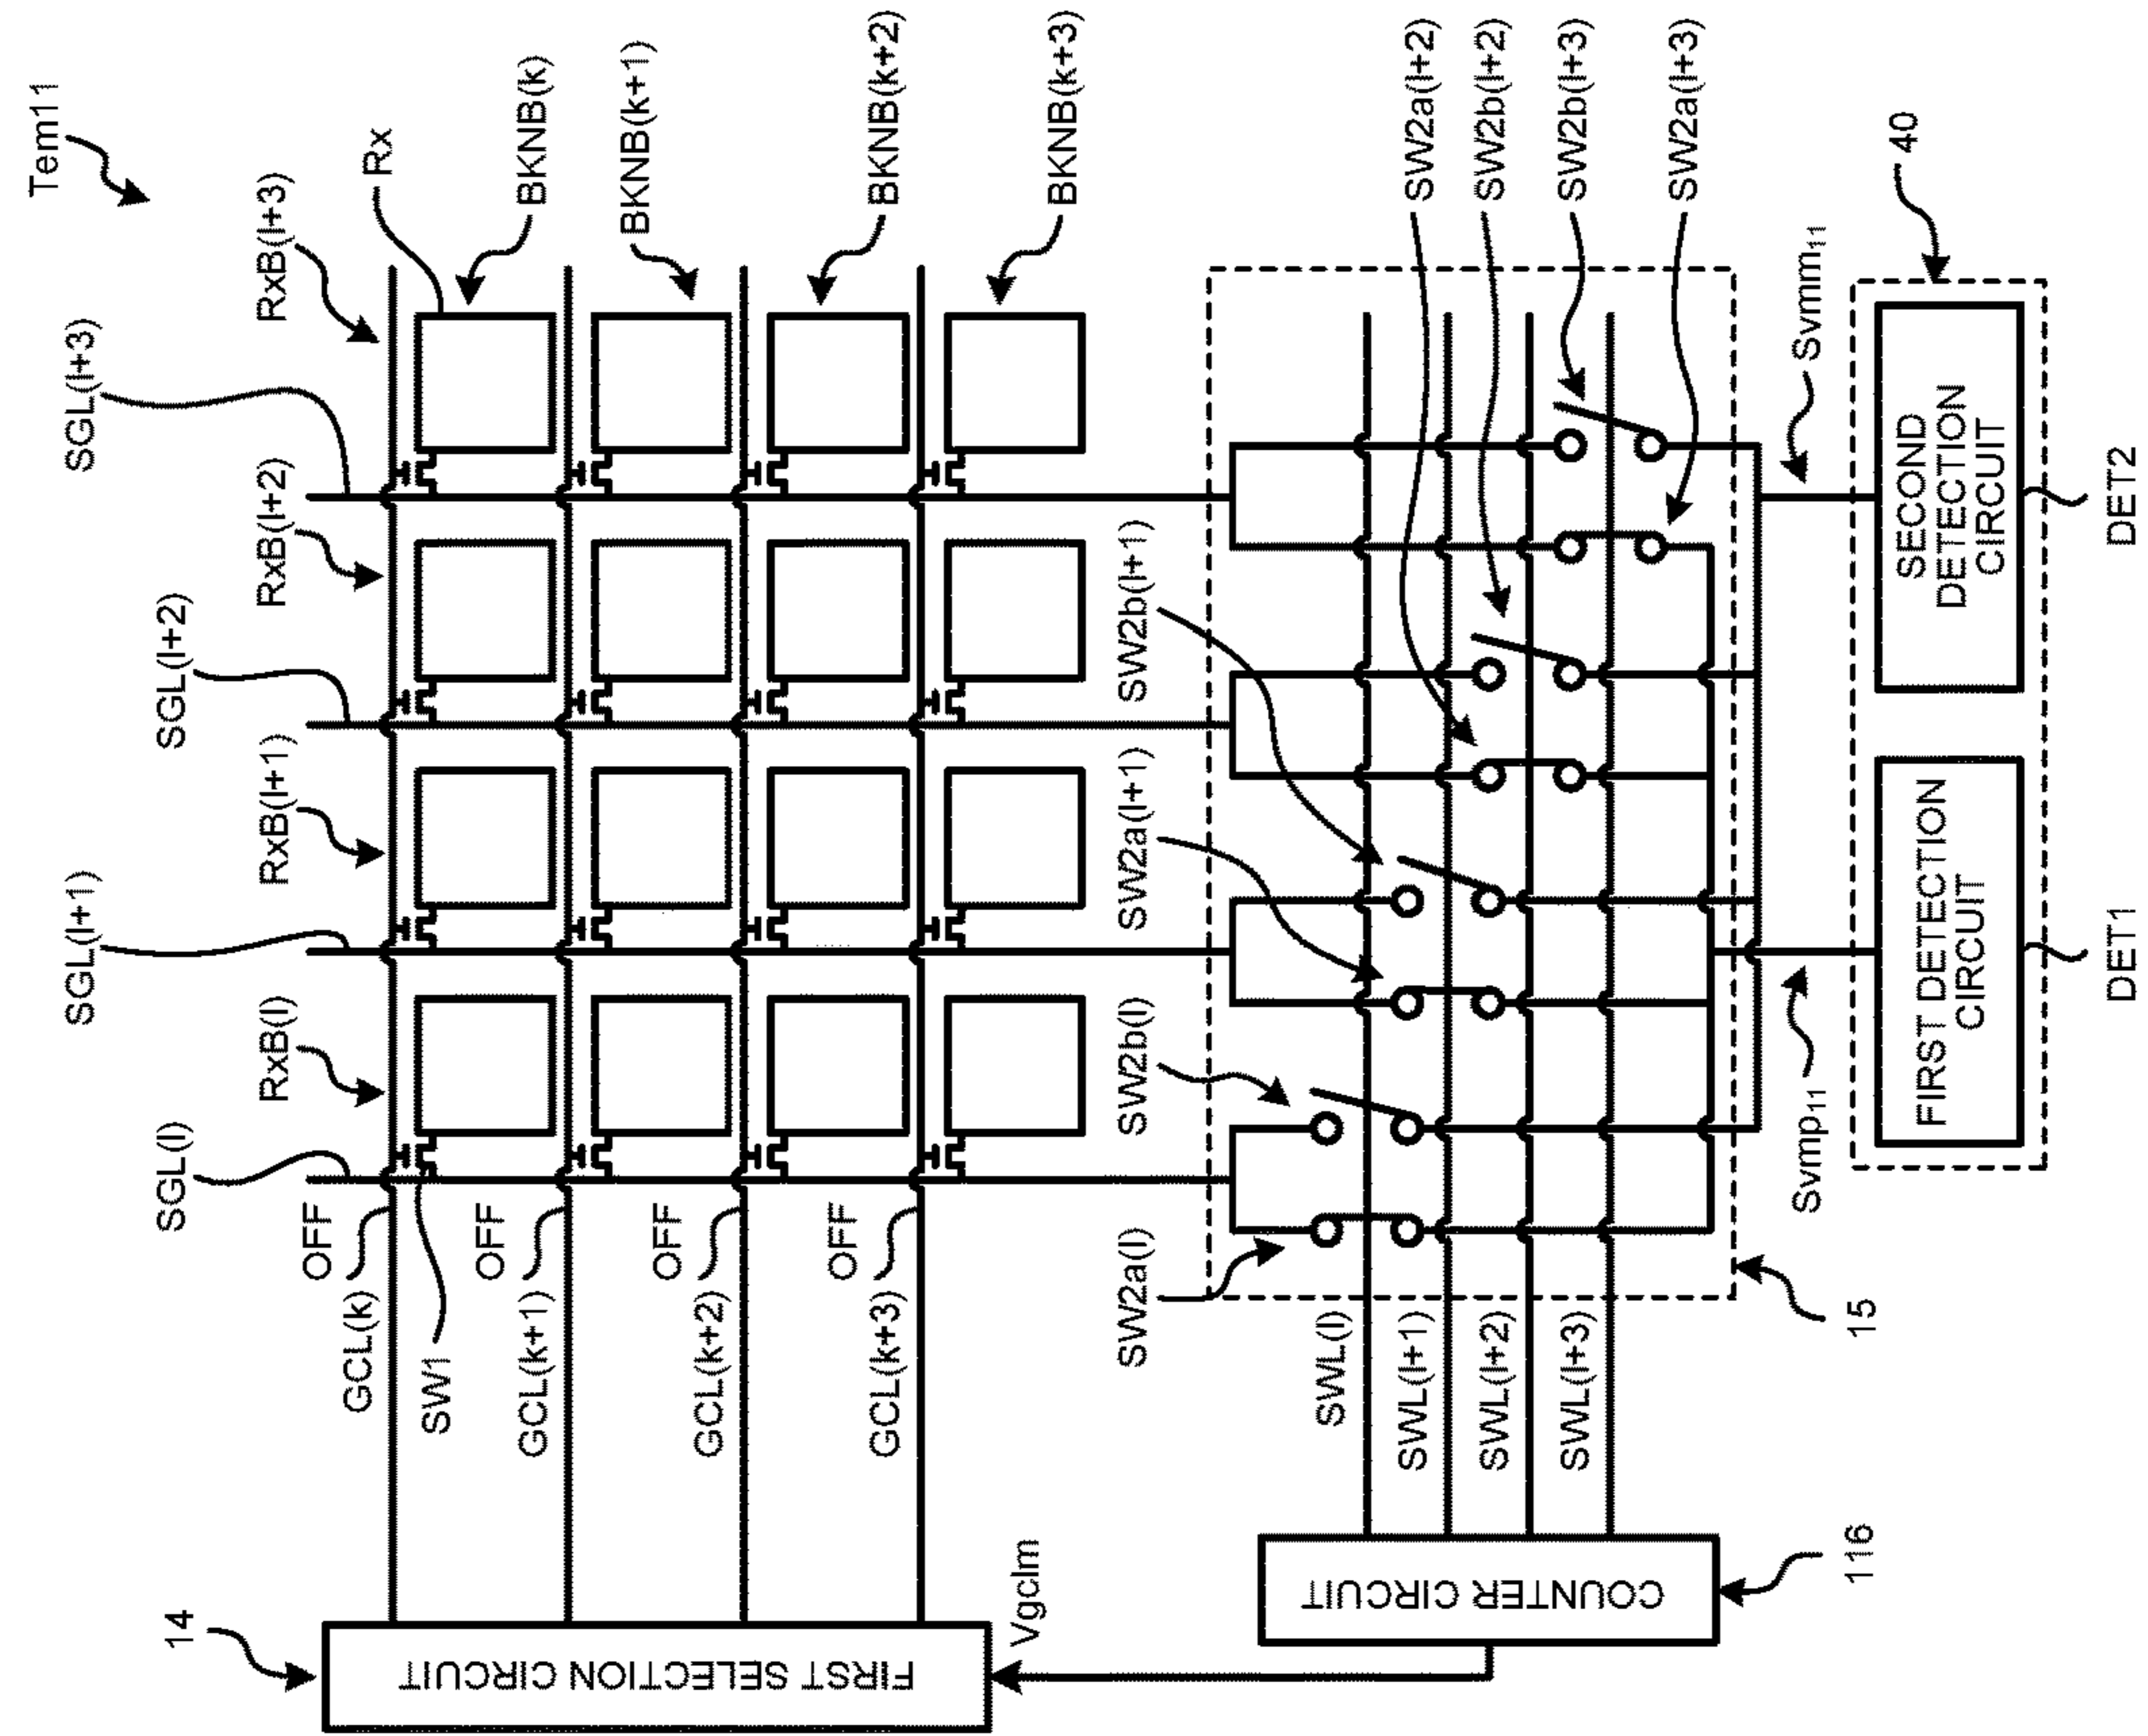 Tem11
SGL(l)
SGL(l+1)
SGL(l+2)
SGL(l+3)
RxB(l)
RxB(l+1)
RxB(l+2)
RxB(l+3)
Rx
BKNB(k)
BKNB(k+1)
BKNB(k+2)
BKNB(k+3)
14
FIRST SELECTION CIRCUIT
OFF
GCL(k)
SW1
OFF
GCL(k+1)
OFF
GCL(k+2)
OFF
GCL(k+3)
Vgclm
SW2a(l)
SW2b(l)
SW2a(l+1)
SW2b(l+1)
SW2a(l+2)
SW2b(l+2)
SW2b(l+3)
SW2a(l+3)
SWL(l)
SWL(l+1)
SWL(l+2)
SWL(l+3)
COUNTER CIRCUIT
116
15
Svmp11
Svmm11
40
FIRST DETECTION
CIRCUIT
SECOND
DETECTION
CIRCUIT
DET1
DET2